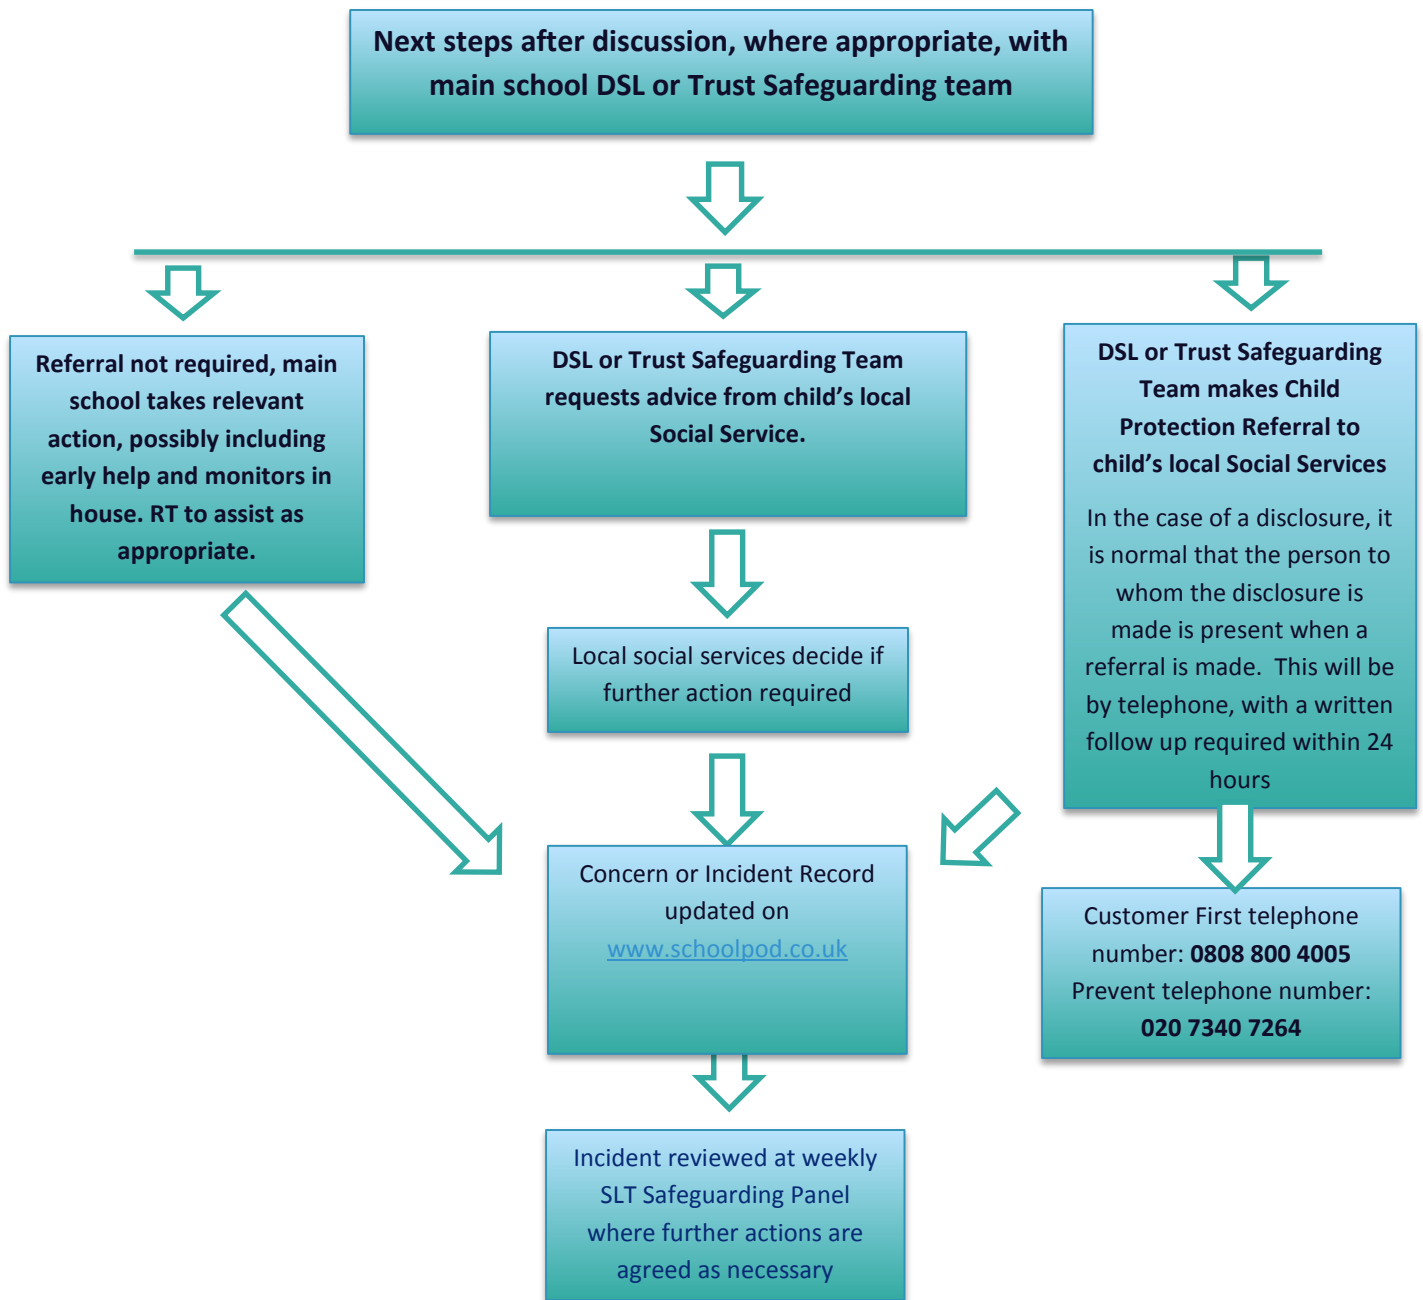 Next steps after discussion, where appropriate, with
main school DSL or Trust Safeguarding team
Referral not required, main
school takes relevant
action, possibly including
early help and monitors in
house. RT to assist as
appropriate.
DSL or Trust Safeguarding Team
requests advice from child’s local
Social Service.
DSL or Trust Safeguarding
Team makes Child
Protection Referral to
child’s local Social Services
In the case of a disclosure, it
is normal that the person to
whom the disclosure is
made is present when a
referral is made.  This will be
by telephone, with a written
follow up required within 24
hours
Local social services decide if
further action required
Concern or Incident Record
updated on
www.schoolpod.co.uk
Customer First telephone
number: 0808 800 4005
Prevent telephone number:
020 7340 7264
Incident reviewed at weekly
SLT Safeguarding Panel
where further actions are
agreed as necessary